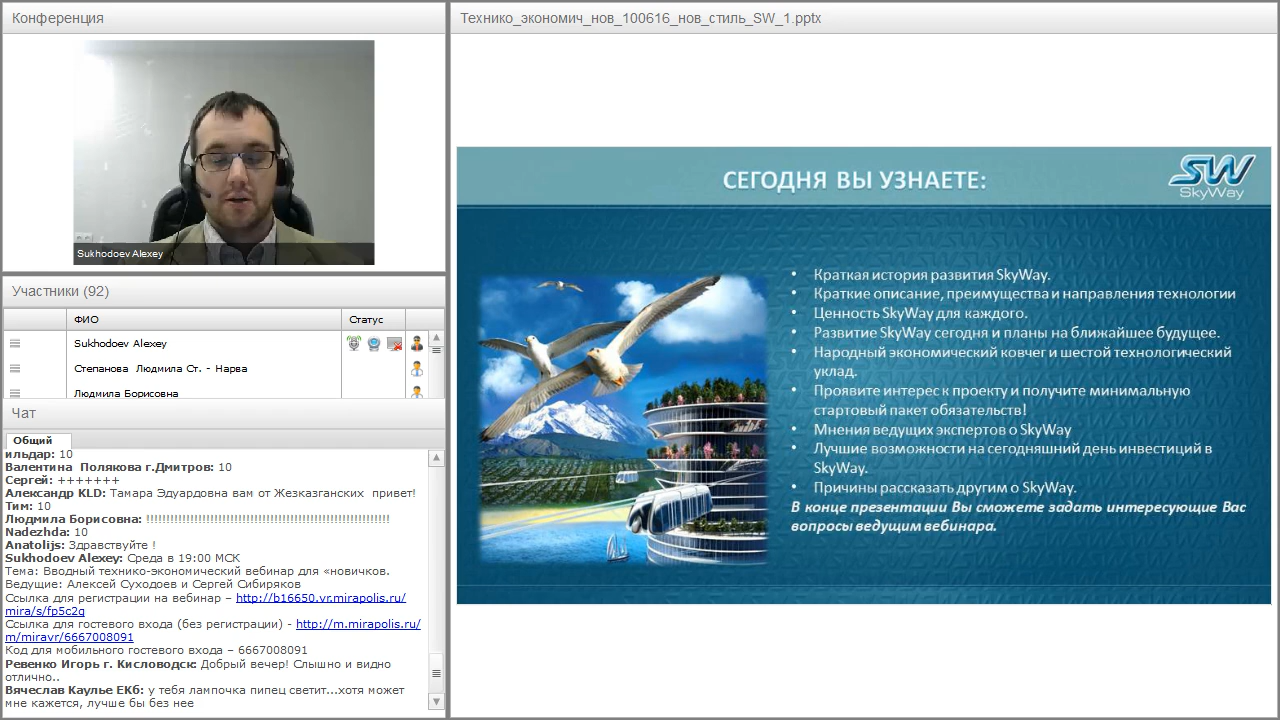 Конференция
Sukhodoev Alexey
Участники (92)
ФИО
Статус
Sukhodoev Alexey
Степанова Людмила Ст. - Нарва
Людмила Борисовна
Чат
Общий
ильдар: 10
Валентина Полякова г.Дмитров: 10
Сергей: +++++++
Александр KLD: Тамара Эдуардовна вам от Жезказганских привет!
Тим: 10
Людмила Борисовна: !!!!!!!!!!!!!!!!!!!!!!!!!!!!!!!!!!!!!!!!!!!!!!!!!!!!!!!!!!!!!
Nadezhda: 10
Anatolijs: Здравствуйте !
Sukhodoev Alexey: Среда в 19:00 МСК
Тема: Вводный технико-экономический вебинар для «новичков.
Ведущие: Алексей Суходоев и Сергей Сибиряков
Ссылка для регистрации на вебинар – http://b16650.vr.mirapolis.ru/
mira/s/fp5c2q
Ссылка для гостевого входа (без регистрации) - http://m.mirapolis.ru/
m/miravr/6667008091
Код для мобильного гостевого входа – 6667008091
Ревенко Игорь г. Кисловодск: Добрый вечер! Слышно и видно
отлично..
Вячеслав Каулье ЕКб: у тебя лампочка пипец светит...хотя может
мне кажется, лучше бы без нее
Технико_экономич_нов_100616_нов_стиль_SW_1.pptx
СЕГОДНЯ ВЫ УЗНАЕТЕ:
SW
SkyWay
• Краткая история развития SkyWay.
• Краткие описание, преимущества и направления технологии
• Ценность SkyWay для каждого.
• Развитие SkyWay сегодня и планы на ближайшее будущее.
• Народный экономический ковчег и шестой технологический
уклад.
• Проявите интерес к проекту и получите минимальную
стартовый пакет обязательств!
• Мнения ведущих экспертов о SkyWay
• Лучшие возможности на сегодняшний день инвестиций в
SkyWay.
• Причины рассказать другим о SkyWay.
В конце презентации Вы сможете задать интересующие Вас
вопросы ведущим вебинара.